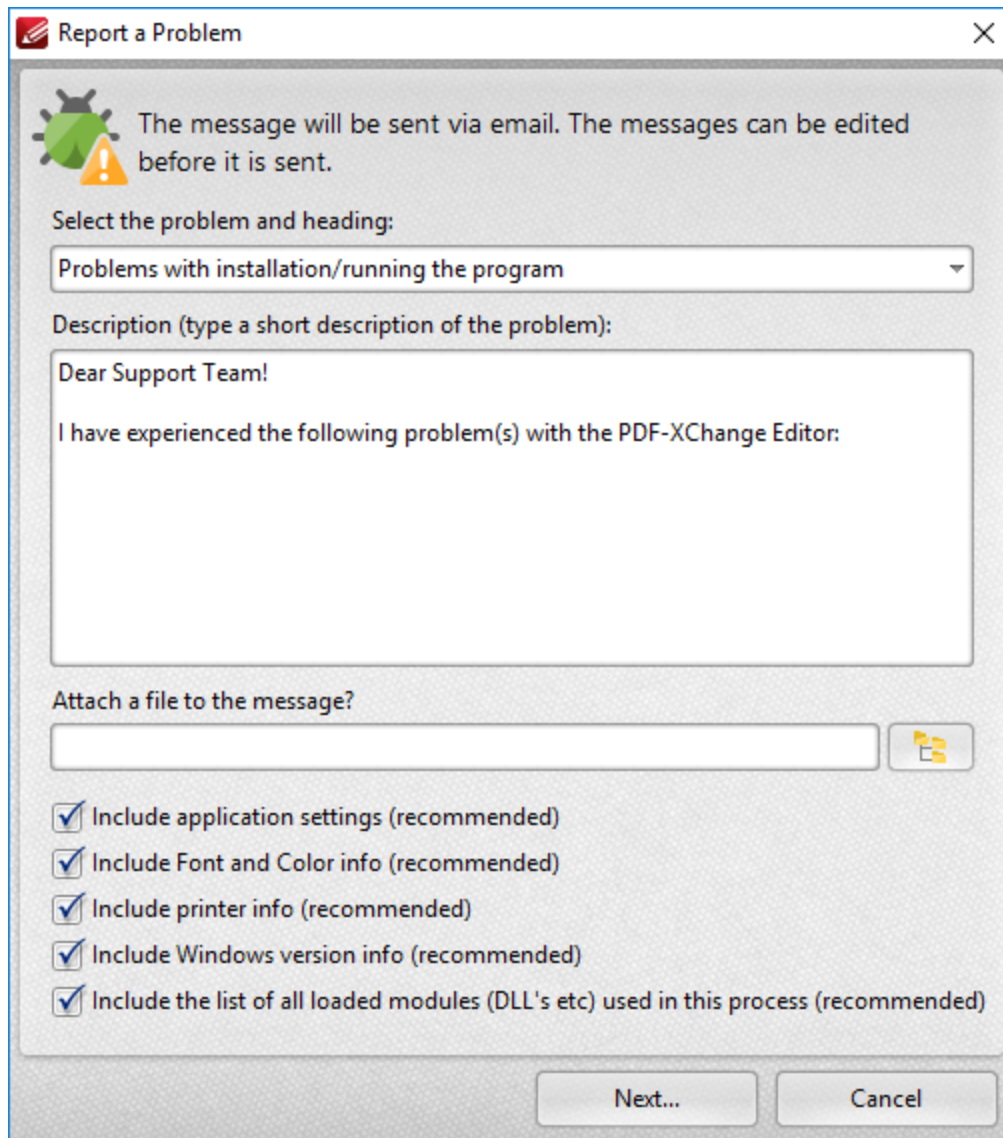 Report a Problem
The message will be sent via email. The messages can be edited
before it is sent.
Select the problem and heading:
Problems with installation/running the program
Description (type a short description of the problem):
Dear Support Team!
I have experienced the following problem(s) with the PDF-XChange Editor:
Attach a file to the message?
Include application settings (recommended)
Include Font and Color info (recommended)
Include printer info (recommended)
Include Windows version info (recommended)
Include the list of all loaded modules (DLL's etc) used in this process (recommended)
Next... Cancel